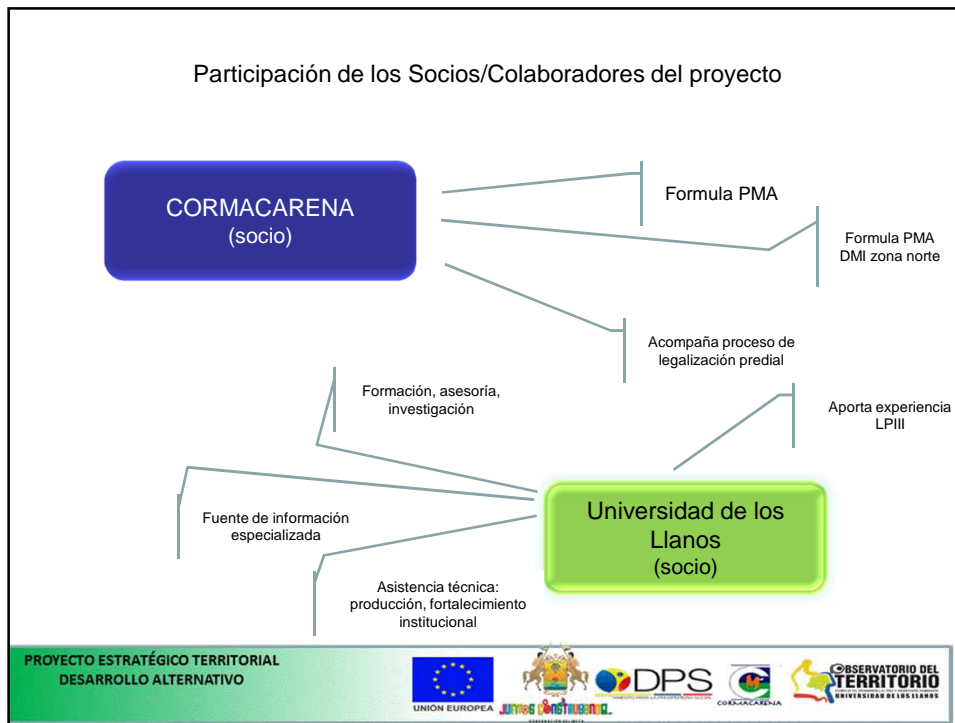 Participación de los Socios/Colaboradores del proyecto
CORMACARENA
(socio)
Formula PMA
Formula PMA
DMI zona norte
Acompaña proceso de
legalización predial
Formación, asesoría,
investigación
Aporta experiencia
LPIII
Fuente de información
especializada
Universidad de los
Llanos
(socio)
Asistencia técnica:
producción, fortalecimiento
institucional
PROYECTO ESTRATÉGICO TERRITORIAL
DESARROLLO ALTERNATIVO
UNIÓN EUROPEA
DPS
CORMACARENA
OBSERVATORIO DEL
TERRITORIO
UNIVERSIDAD DE LOS LLANOS